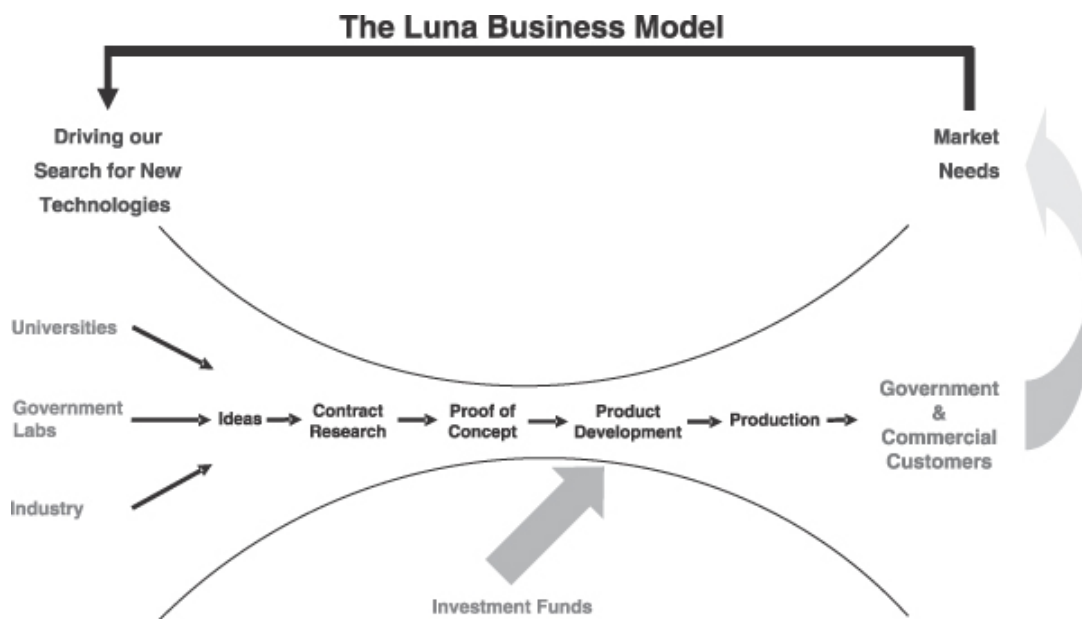 The Luna Business Model
Driving our
Search for New
Technologies
Market
Needs
Universities
Government
Labs
Industry
Ideas
Contract
Research
Proof of
Concept
Product
Development
Production
Government
&
Commercial
Customers
Investment Funds